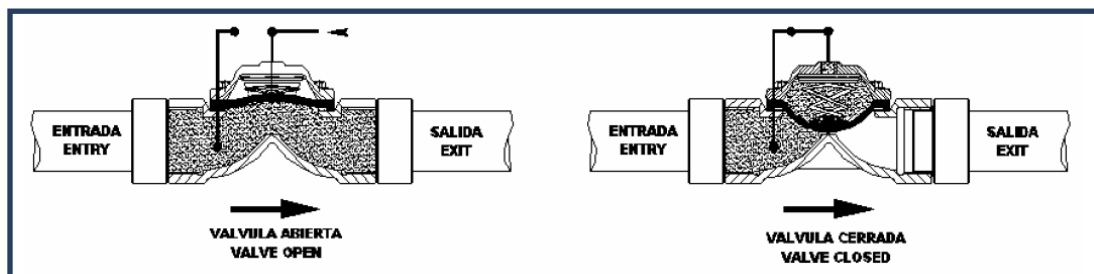 ENTRADA
ENTRY
SALIDA
EXIT
VALVULA ABIERTA
VALVE OPEN
ENTRADA
ENTRY
SALIDA
EXIT
VALVULA CERRADA
VALVE CLOSED